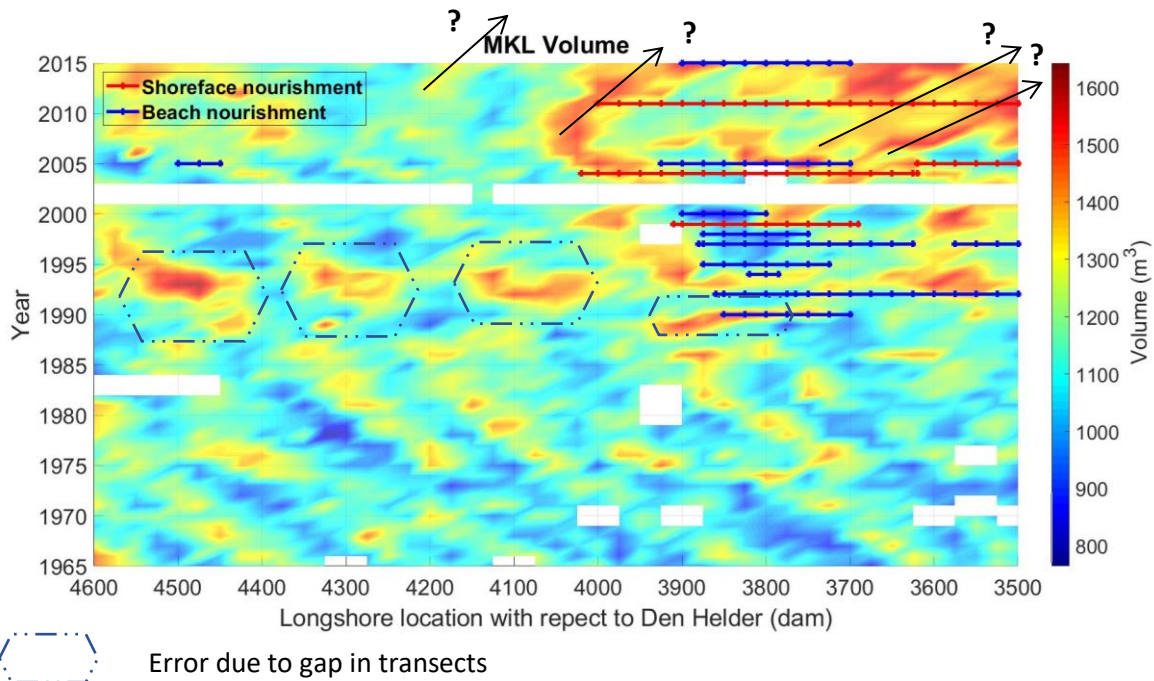 ? ? ? ?
MKL Volume
Shoreface nourishment
Beach nourishment
2015
2010
2005
2000
1995
1990
1985
1980
1975
1970
1965
Year
4600 4500 4400 4300 4200 4100 4000 3900 3800 3700 3600 3500
Longshore location with repect to Den Helder (dam)
1600
1500
1400
1300
1200
1100
1000
900
800
Volume (m³)
Error due to gap in transects